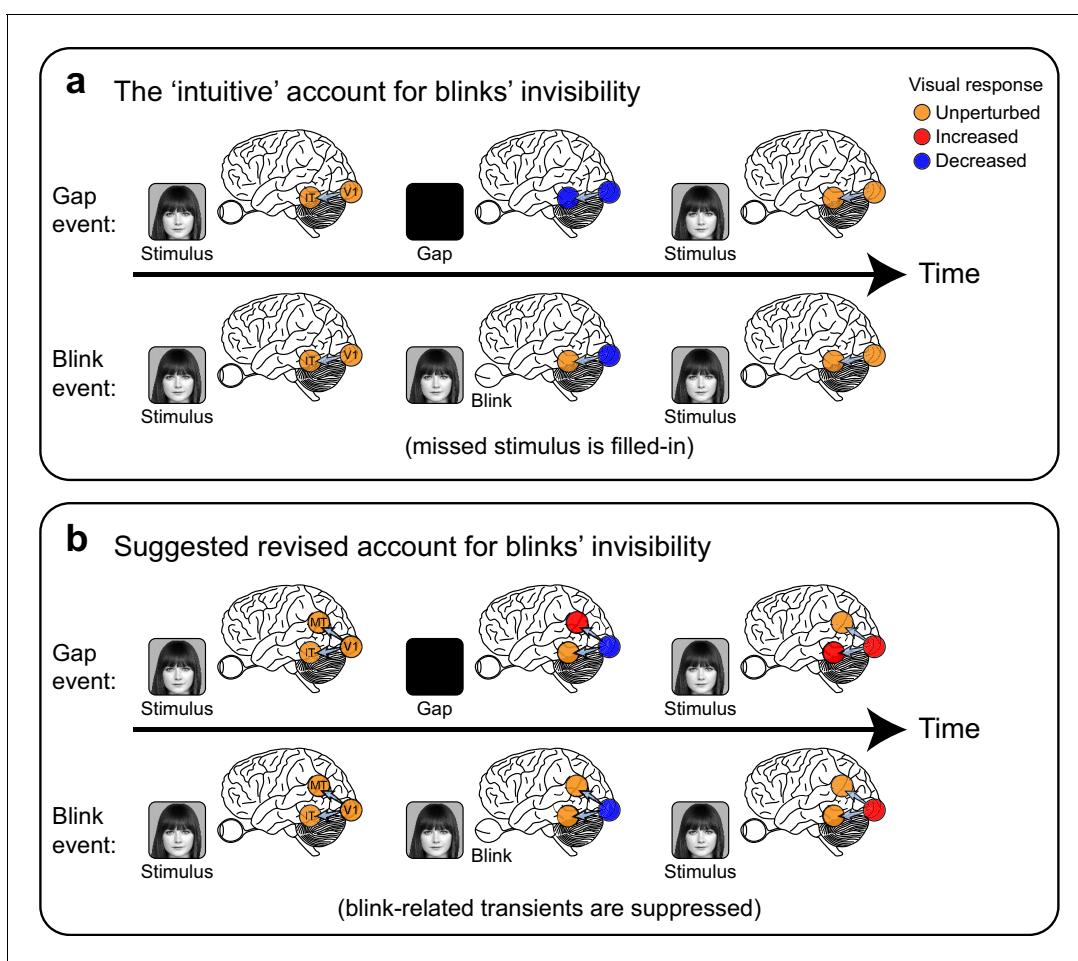 a The ‘intuitive’ account for blinks’ invisibility
Visual response
Unperturbed
Increased
Decreased
Gap
event:
IT V1
Stimulus
Gap
Stimulus
Time
Blink
event:
IT V1
Stimulus
Blink
Stimulus
(missed stimulus is filled-in)
b Suggested revised account for blinks’ invisibility
Gap
event:
MT
IT V1
Stimulus
Gap
Stimulus
Time
Blink
event:
MT
IT V1
Stimulus
Blink
Stimulus
(blink-related transients are suppressed)